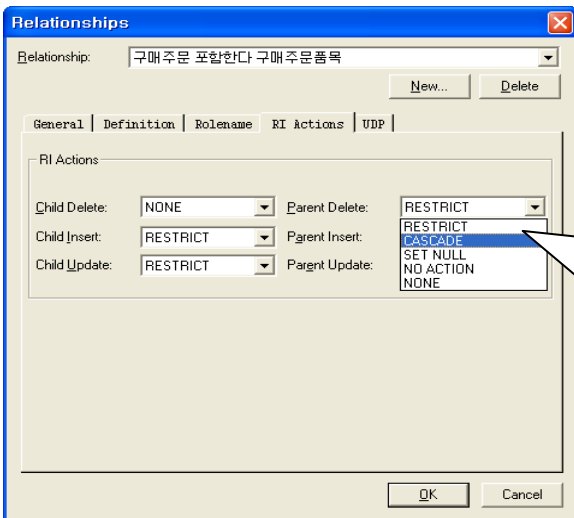 Relationships
Relationship: 구매주문 포함한다 구매주문품목
New... Delete
General Definition Rolename RI Actions UDP
RI Actions
Child Delete: NONE Parent Delete: RESTRICT
Child Insert: RESTRICT Parent Insert: RESTRICT
CASCADE
Child Update: RESTRICT Parent Update: SET NULL
NO ACTION
NONE
OK Cancel